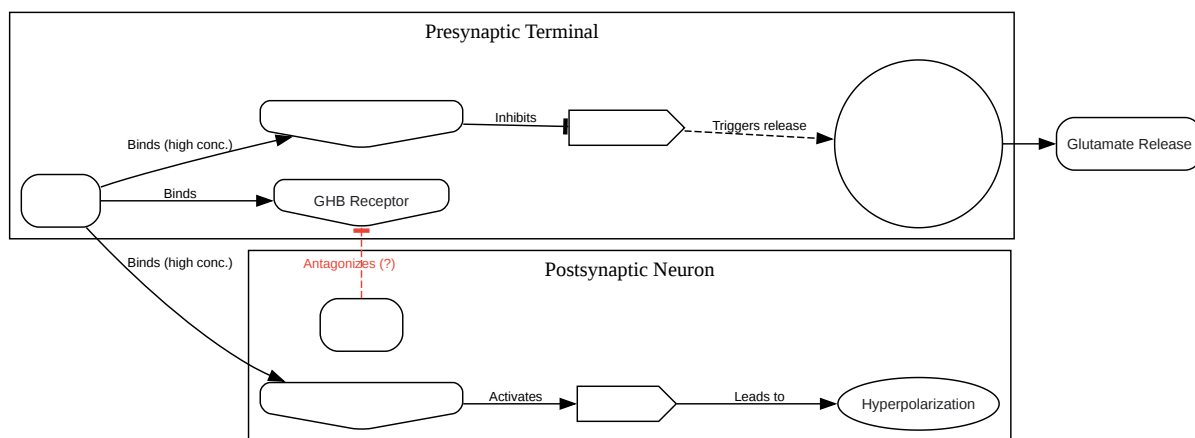 Presynaptic Terminal
Inhibits
Triggers release
Binds (high conc.)
Glutamate Release
Binds
GHB Receptor
Binds (high conc.)
Antagonizes (?)
Postsynaptic Neuron
Activates
Leads to
Hyperpolarization